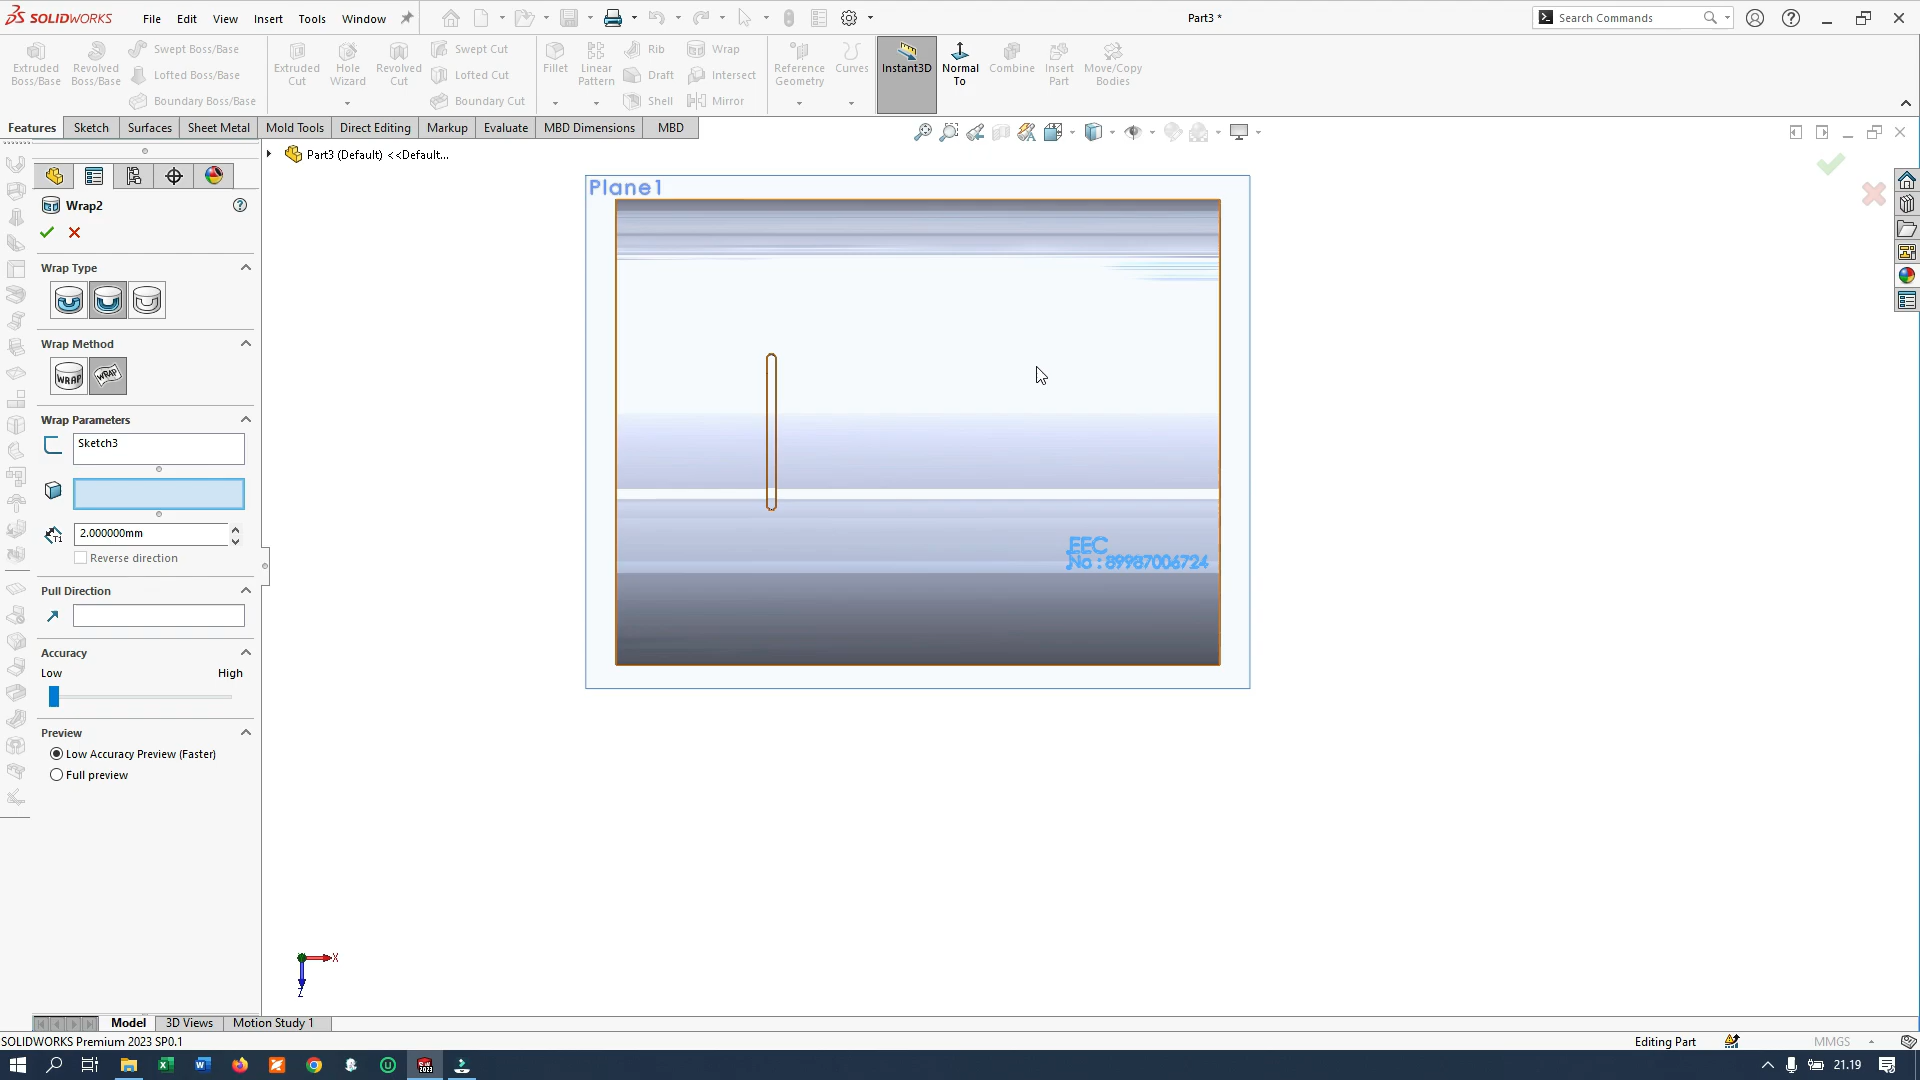 SOLIDWORKS
File Edit View Insert Tools Window
Part3 *
Search Commands
Extruded Boss/Base
Revolved Boss/Base
Swept Boss/Base
Lofted Boss/Base
Boundary Boss/Base
Extruded Cut
Hole Wizard
Revolved Cut
Swept Cut
Lofted Cut
Boundary Cut
Fillet
Linear Pattern
Rib
Draft
Shell
Wrap
Intersect
Mirror
Reference Geometry
Curves
Instant3D
Normal To
Combine
Insert Part
Move/Copy Bodies
Features Sketch Surfaces Sheet Metal Mold Tools Direct Editing Markup Evaluate MBD Dimensions MBD
Part3 (Default) <<Default...
Wrap2
Wrap Type
Wrap Method
WRAP WRAP
Wrap Parameters
Sketch3
T1
2.000000mm
Reverse direction
Pull Direction
Accuracy
Low High
Preview
Low Accuracy Preview (Faster)
Full preview
Plane1
EEC
No : 89987006724
X
Z
Model 3D Views Motion Study 1
SOLIDWORKS Premium 2023 SP0.1
Editing Part
MMGS
21.19